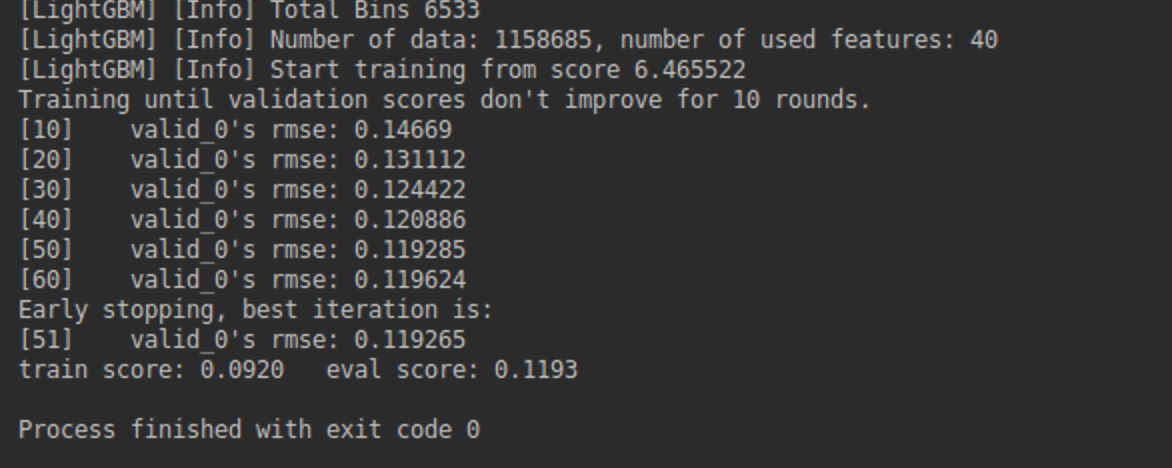 [LightGBM] [Info] Total Bins 6533
[LightGBM] [Info] Number of data: 1158685, number of used features: 40
[LightGBM] [Info] Start training from score 6.465522
Training until validation scores don't improve for 10 rounds.
[10]    valid_0's rmse: 0.14669
[20]    valid_0's rmse: 0.131112
[30]    valid_0's rmse: 0.124422
[40]    valid_0's rmse: 0.120886
[50]    valid_0's rmse: 0.119285
[60]    valid_0's rmse: 0.119624
Early stopping, best iteration is:
[51]    valid_0's rmse: 0.119265
train score: 0.0920   eval score: 0.1193
Process finished with exit code 0